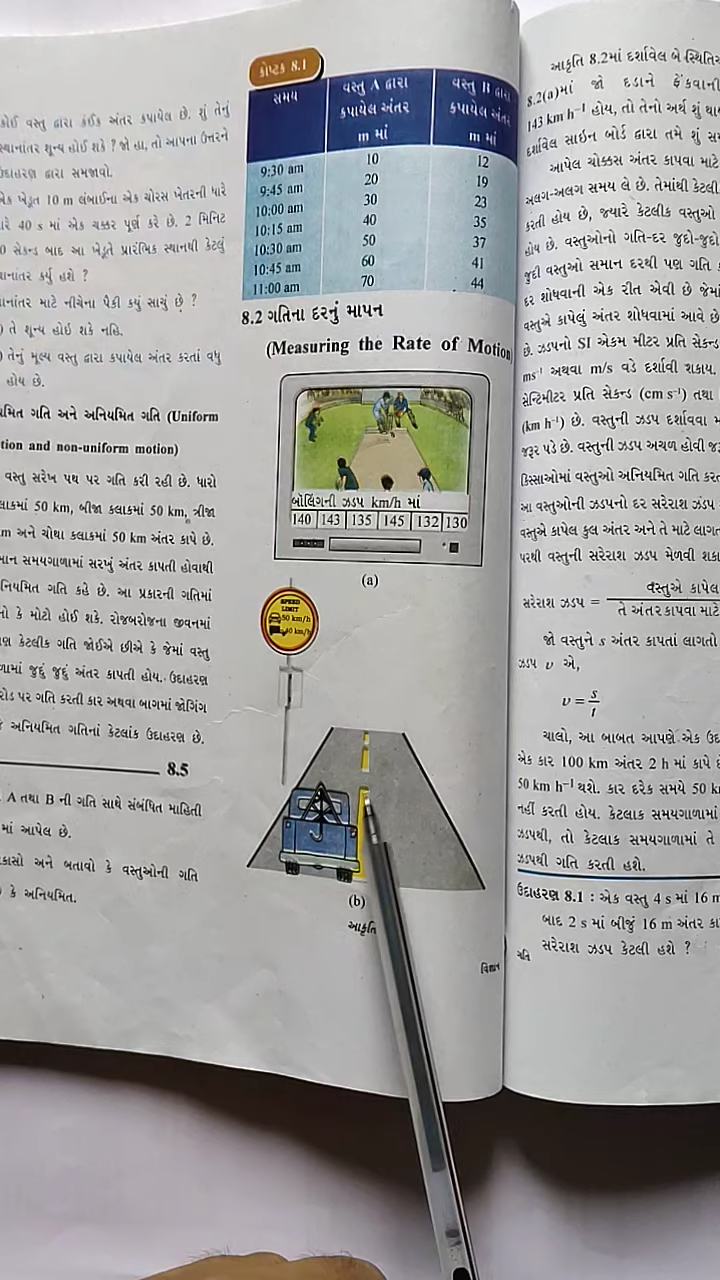 કોઈ વસ્તુ દ્વારા કંઈક અંતર કપાયેલ છે. શું તેનું
સ્થાનાંતર શૂન્ય હોઈ શકે ? જો હા, તો આપના ઉત્તરને
ઉદાહરણ દ્વારા સમજાવો.
એક ખેડૂત 10 m લંબાઈના એક ચોરસ ખેતરની ધારે
ધારે 40 s માં એક ચક્કર પૂર્ણ કરે છે. 2 મિનિટ
0 સેકન્ડ બાદ આ ખેડૂતે પ્રારંભિક સ્થાનથી કેટલું
ાનાંતર કર્યું હશે ?
ાનાંતર માટે નીચેના પૈકી કયું સાચું છે ?
) તે શૂન્ય હોઈ શકે નહિ.
) તેનું મૂલ્ય વસ્તુ દ્વારા કપાયેલ અંતર કરતાં વધુ
હોય છે.
યમિત ગતિ અને અનિયમિત ગતિ (Uniform
tion and non-uniform motion)
વસ્તુ સુરેખ પથ પર ગતિ કરી રહી છે. ધારો
લાકમાં 50 km, બીજા કલાકમાં 50 km, ત્રીજા
m અને ચોથા કલાકમાં 50 km અંતર કાપે છે.
માન સમયગાળામાં સરખું અંતર કાપતી હોવાથી
નિયમિત ગતિ કહે છે. આ પ્રકારની ગતિમાં
નો કે મોટો હોઈ શકે. રોજબરોજના જીવનમાં
ણ કેટલીક ગતિ જોઈએ છીએ કે જેમાં વસ્તુ
ળામાં જુદું જુદું અંતર કાપતી હોય. ઉદાહરણ
રોડ પર ગતિ કરતી કાર અથવા બાગમાં જોગિંગ
અનિયમિત ગતિનાં કેટલાંક ઉદાહરણ છે.
8.5
A તથા B ની ગતિ સાથે સંબંધિત માહિતી
માં આપેલ છે.
કાસો અને બતાવો કે વસ્તુઓની ગતિ
કે અનિયમિત.
કોષ્ટક 8.1
સમય વસ્તુ A દ્વારા વસ્તુ B દ્વારા
કપાયેલ અંતર કપાયેલ અંતર
m માં m માં
9:30 am 10 12
9:45 am 20 19
10:00 am 30 23
10:15 am 40 35
10:30 am 50 37
10:45 am 60 41
11:00 am 70 44
8.2 ગતિના દરનું માપન
(Measuring the Rate of Motion
બોલિંગની ઝડપ km/h માં
140 143 135 145 132 130
(a)
SPEED
LIMIT
50 km/h
40 km/h
(b)
આકૃતિ
વિજ્ઞાન
આકૃતિ 8.2માં દર્શાવેલ બે સ્થિતિ
8.2(a)માં જો દડાને ફેંકવાની
143 km h⁻¹ હોય, તો તેનો અર્થ શું થા
દર્શાવેલ સાઇન બોર્ડ દ્વારા તમે શું સ
આપેલ ચોક્કસ અંતર કાપવા માટે
અલગ-અલગ સમય લે છે. તેમાંથી કેટલી
કરતી હોય છે, જ્યારે કેટલીક વસ્તુઓ
હોય છે. વસ્તુઓનો ગતિ-દર જુદો-જુદો
જુદી વસ્તુઓ સમાન દરથી પણ ગતિ
દર શોધવાની એક રીત એવી છે જેમાં
વસ્તુએ કાપેલું અંતર શોધવામાં આવે છે
છે. ઝડપનો SI એકમ મીટર પ્રતિ સેકન્ડ
ms⁻¹ અથવા m/s વડે દર્શાવી શકાય.
સેન્ટિમીટર પ્રતિ સેકન્ડ (cm s⁻¹) તથા
(km h⁻¹) છે. વસ્તુની ઝડપ દર્શાવવા મ
જરૂર પડે છે. વસ્તુની ઝડપ અચળ હોવી જ
કિસ્સાઓમાં વસ્તુઓ અનિયમિત ગતિ કર
આ વસ્તુઓની ઝડપનો દર સરેરાશ ઝડપ
વસ્તુએ કાપેલ કુલ અંતર અને તે માટે લાગત
પરથી વસ્તુની સરેરાશ ઝડપ મેળવી શકા
સરેરાશ ઝડપ = વસ્તુએ કાપેલ
તે અંતર કાપવા માટે
જો વસ્તુને s અંતર કાપતાં લાગતો
ઝડપ v એ,
v = s/t
ચાલો, આ બાબત આપણે એક ઉદ
એક કાર 100 km અંતર 2 h માં કાપે
50 km h⁻¹ થશે. કાર દરેક સમયે 50 k
નહીં કરતી હોય. કેટલાક સમયગાળામાં
ઝડપથી, તો કેટલાક સમયગાળામાં તે
ઝડપથી ગતિ કરતી હશે.
ઉદાહરણ 8.1 : એક વસ્તુ 4 s માં 16 m
બાદ 2 s માં બીજું 16 m અંતર કા
સરેરાશ ઝડપ કેટલી હશે ?
ગતિ